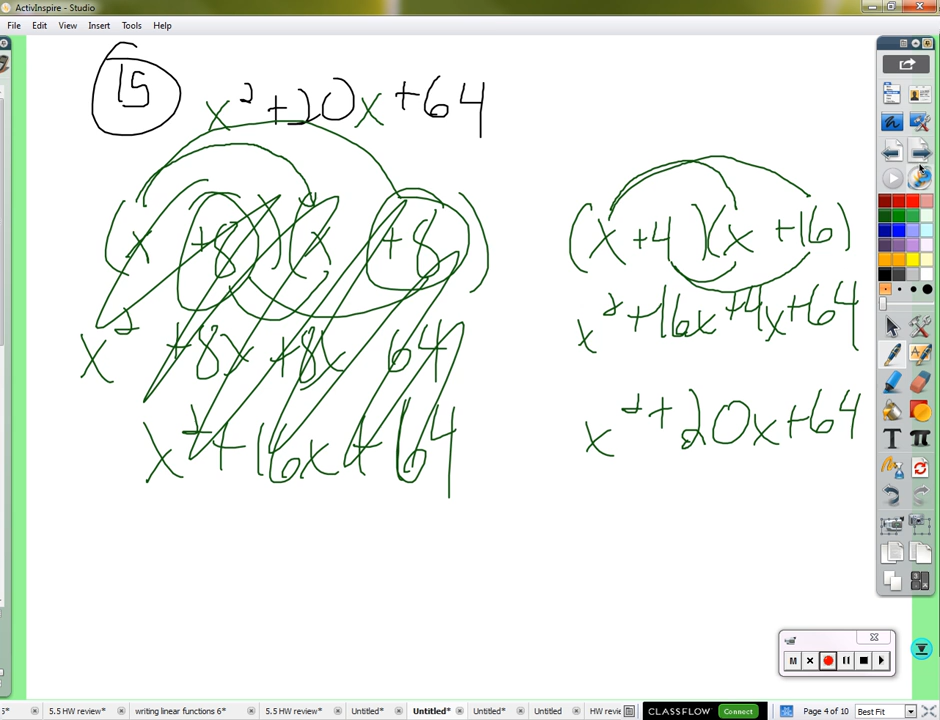 ActivInspire - Studio
File Edit View Insert Tools Help
15 x² + 20x + 64
(x + 8)(x + 8)
x² + 8x + 8x 64
x² + 16x + 64
(x + 4)(x + 16)
x² + 16x + 4x + 64
x² + 20x + 64
5* 5.5 HW review* writing linear functions 6* 5.5 HW review* Untitled* Untitled* Untitled* Untitled HW revie CLASSFLOW Connect Page 4 of 10 Best Fit